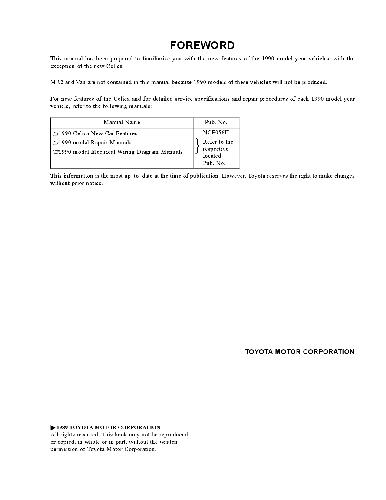 FOREWORD
This manual has been prepared to familiarize you with the new features of the 1990 model year vehicles with the
exception of the new Celica.
MR2 and Van are not contained in this manual because 1990 models of these vehicles will not be produced.
For new features of the Celica and for detailed service specifications and repair procedures of each 1990 model year
vehicle, refer to the following manuals:
Manual Name Pub. No.
1990 Celica New Car Features
1990 model Repair Manuals Refer to the
respective
1990 model Electrical Wiring Diagram Manuals located
Pub. No.
This information is the most up-to-date at the time of publication. However, Toyota reserves the right to make changes
without prior notice.
TOYOTA MOTOR CORPORATION
1989 TOYOTA MOTOR CORPORATION
All rights reserved. This book may not be reproduced
or copied, in whole or in part, without the written
permission of Toyota Motor Corporation.